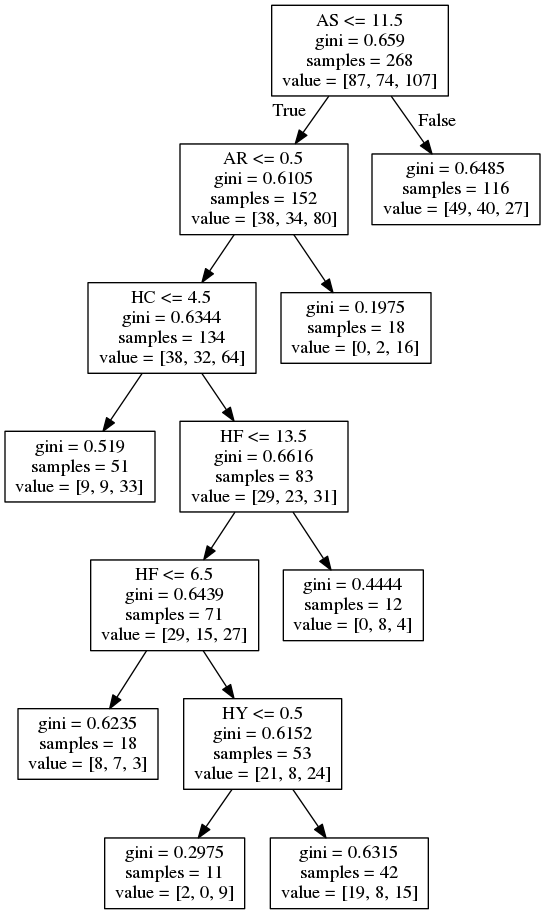 AS <= 11.5
gini = 0.659
samples = 268
value = [87, 74, 107]
True
False
AR <= 0.5
gini = 0.6105
samples = 152
value = [38, 34, 80]
gini = 0.6485
samples = 116
value = [49, 40, 27]
HC <= 4.5
gini = 0.6344
samples = 134
value = [38, 32, 64]
gini = 0.1975
samples = 18
value = [0, 2, 16]
gini = 0.519
samples = 51
value = [9, 9, 33]
HF <= 13.5
gini = 0.6616
samples = 83
value = [29, 23, 31]
HF <= 6.5
gini = 0.6439
samples = 71
value = [29, 15, 27]
gini = 0.4444
samples = 12
value = [0, 8, 4]
gini = 0.6235
samples = 18
value = [8, 7, 3]
HY <= 0.5
gini = 0.6152
samples = 53
value = [21, 8, 24]
gini = 0.2975
samples = 11
value = [2, 0, 9]
gini = 0.6315
samples = 42
value = [19, 8, 15]